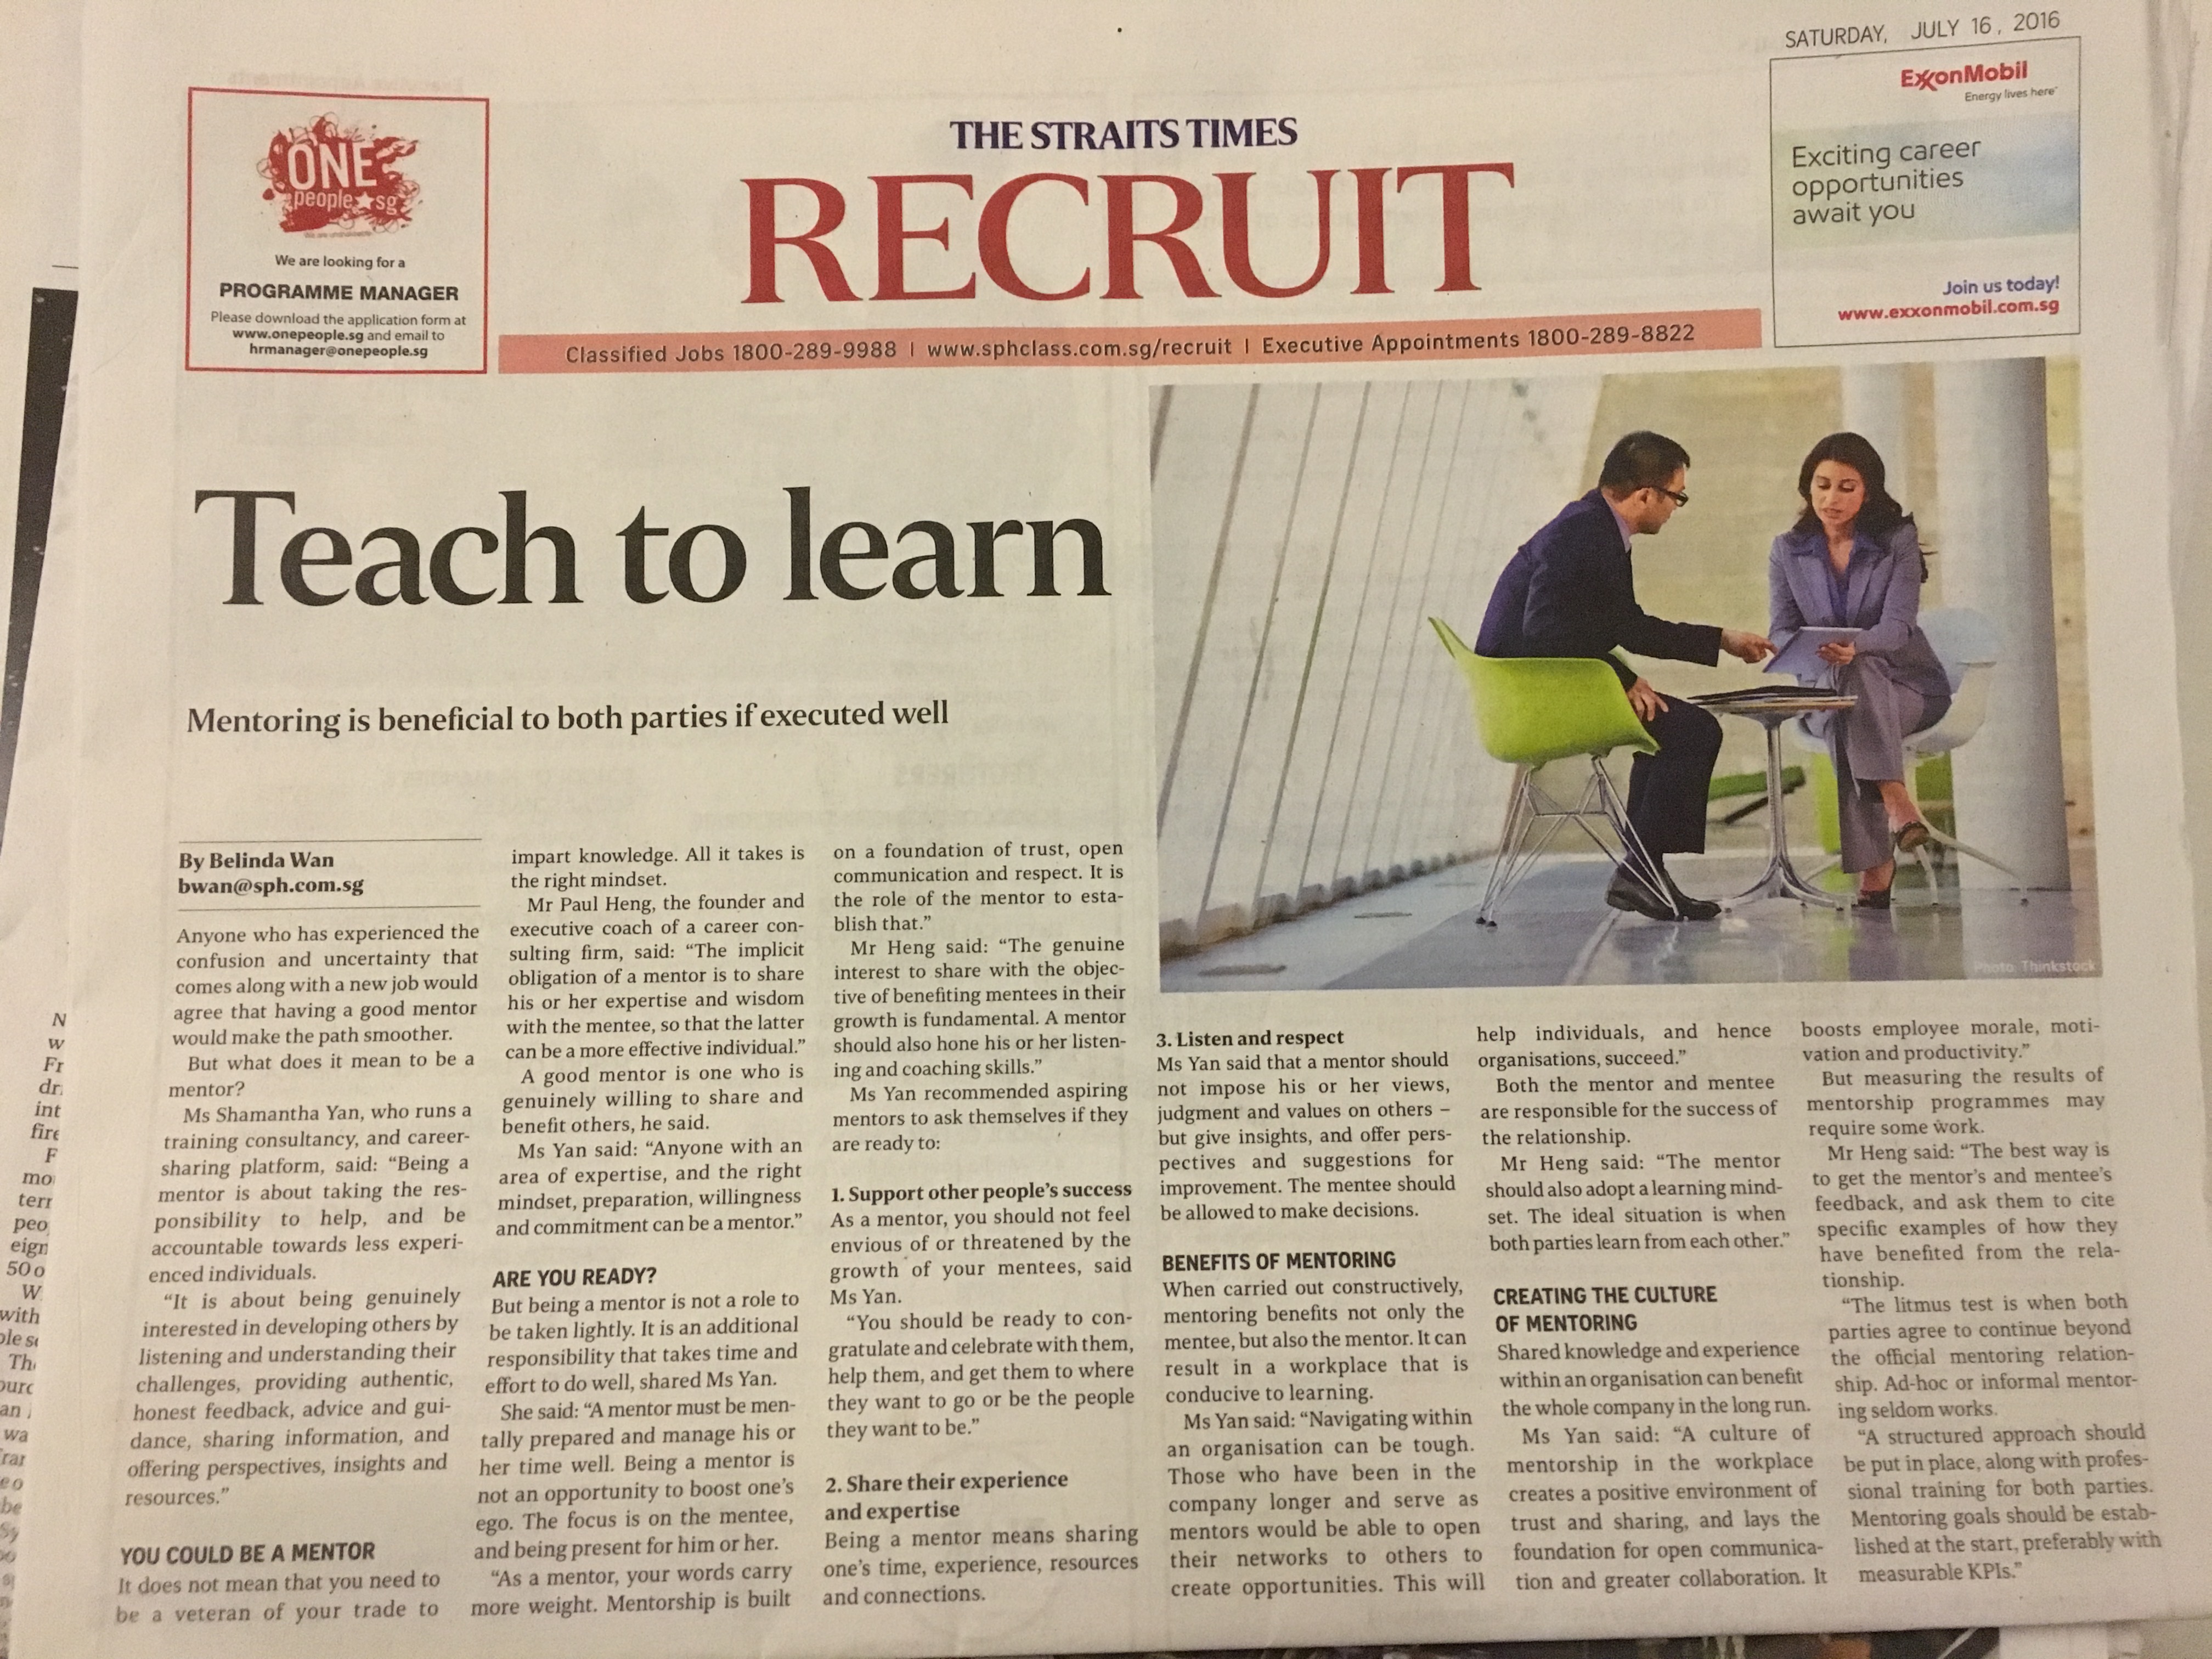 SATURDAY, JULY 16, 2016
ONE
people sg
We are looking for a
PROGRAMME MANAGER
Please download the application form at
www.onepeople.sg and email to
hrmanager@onepeople.sg
THE STRAITS TIMES
RECRUIT
Classified Jobs 1800-289-9988 | www.sphclass.com.sg/recruit | Executive Appointments 1800-289-8822
ExxonMobil
Energy lives here
Exciting career
opportunities
await you
Join us today!
www.exxonmobil.com.sg
Teach to learn
Mentoring is beneficial to both parties if executed well
By Belinda Wan
bwan@sph.com.sg
Anyone who has experienced the
confusion and uncertainty that
comes along with a new job would
agree that having a good mentor
would make the path smoother.
But what does it mean to be a
mentor?
Ms Shamantha Yan, who runs a
training consultancy, and career-
sharing platform, said: “Being a
mentor is about taking the res-
ponsibility to help, and be
accountable towards less experi-
enced individuals.
“It is about being genuinely
interested in developing others by
listening and understanding their
challenges, providing authentic,
honest feedback, advice and gui-
dance, sharing information, and
offering perspectives, insights and
resources.”
YOU COULD BE A MENTOR
It does not mean that you need to
be a veteran of your trade to
impart knowledge. All it takes is
the right mindset.
Mr Paul Heng, the founder and
executive coach of a career con-
sulting firm, said: “The implicit
obligation of a mentor is to share
his or her expertise and wisdom
with the mentee, so that the latter
can be a more effective individual.”
A good mentor is one who is
genuinely willing to share and
benefit others, he said.
Ms Yan said: “Anyone with an
area of expertise, and the right
mindset, preparation, willingness
and commitment can be a mentor.”
ARE YOU READY?
But being a mentor is not a role to
be taken lightly. It is an additional
responsibility that takes time and
effort to do well, shared Ms Yan.
She said: “A mentor must be men-
tally prepared and manage his or
her time well. Being a mentor is
not an opportunity to boost one’s
ego. The focus is on the mentee,
and being present for him or her.
“As a mentor, your words carry
more weight. Mentorship is built
on a foundation of trust, open
communication and respect. It is
the role of the mentor to esta-
blish that.”
Mr Heng said: “The genuine
interest to share with the objec-
tive of benefiting mentees in their
growth is fundamental. A mentor
should also hone his or her listen-
ing and coaching skills.”
Ms Yan recommended aspiring
mentors to ask themselves if they
are ready to:
1. Support other people’s success
As a mentor, you should not feel
envious of or threatened by the
growth of your mentees, said
Ms Yan.
“You should be ready to con-
gratulate and celebrate with them,
help them, and get them to where
they want to go or be the people
they want to be.”
2. Share their experience
and expertise
Being a mentor means sharing
one’s time, experience, resources
and connections.
3. Listen and respect
Ms Yan said that a mentor should
not impose his or her views,
judgment and values on others –
but give insights, and offer pers-
pectives and suggestions for
improvement. The mentee should
be allowed to make decisions.
BENEFITS OF MENTORING
When carried out constructively,
mentoring benefits not only the
mentee, but also the mentor. It can
result in a workplace that is
conducive to learning.
Ms Yan said: “Navigating within
an organisation can be tough.
Those who have been in the
company longer and serve as
mentors would be able to open
their networks to others to
create opportunities. This will
help individuals, and hence
organisations, succeed.”
Both the mentor and mentee
are responsible for the success of
the relationship.
Mr Heng said: “The mentor
should also adopt a learning mind-
set. The ideal situation is when
both parties learn from each other.”
CREATING THE CULTURE
OF MENTORING
Shared knowledge and experience
within an organisation can benefit
the whole company in the long run.
Ms Yan said: “A culture of
mentorship in the workplace
creates a positive environment of
trust and sharing, and lays the
foundation for open communica-
tion and greater collaboration. It
boosts employee morale, moti-
vation and productivity.”
But measuring the results of
mentorship programmes may
require some work.
Mr Heng said: “The best way is
to get the mentor’s and mentee’s
feedback, and ask them to cite
specific examples of how they
have benefited from the rela-
tionship.
“The litmus test is when both
parties agree to continue beyond
the official mentoring relation-
ship. Ad-hoc or informal mentor-
ing seldom works.
“A structured approach should
be put in place, along with profes-
sional training for both parties.
Mentoring goals should be estab-
lished at the start, preferably with
measurable KPIs.”
Thinkstock